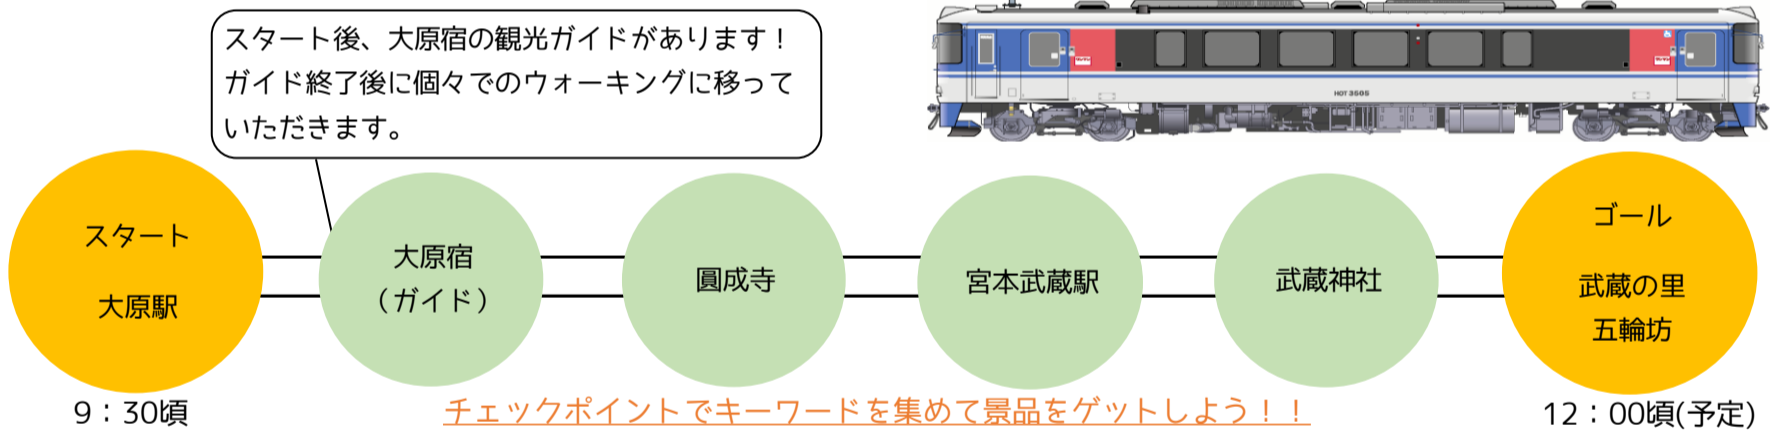 スタート後、大原宿の観光ガイドがあります！
ガイド終了後に個々でのウォーキングに移って
いただきます。
HOT 3505
スタート
大原駅
大原宿
（ガイド）
圓成寺
宮本武蔵駅
武蔵神社
ゴール
武蔵の里
五輪坊
9：30頃
チェックポイントでキーワードを集めて景品をゲットしよう！！
12：00頃(予定)